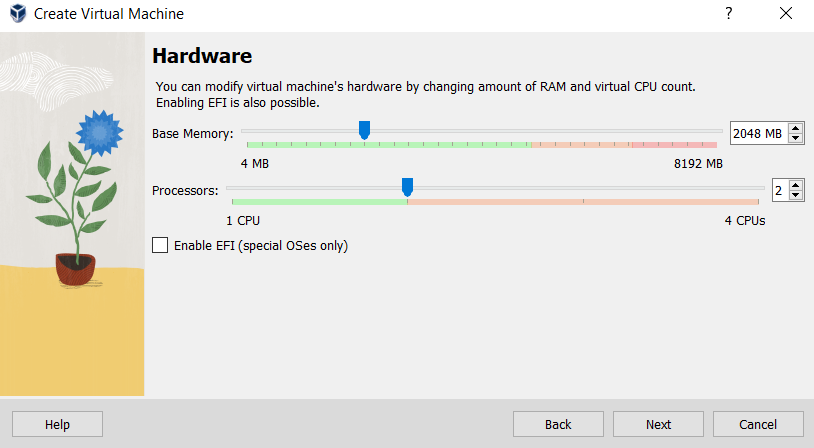 Create Virtual Machine
?
Hardware
You can modify virtual machine's hardware by changing amount of RAM and virtual CPU count.
Enabling EFI is also possible.
Base Memory: 2048 MB
4 MB 8192 MB
Processors: 2
1 CPU 4 CPUs
Enable EFI (special OSes only)
Help Back Next Cancel